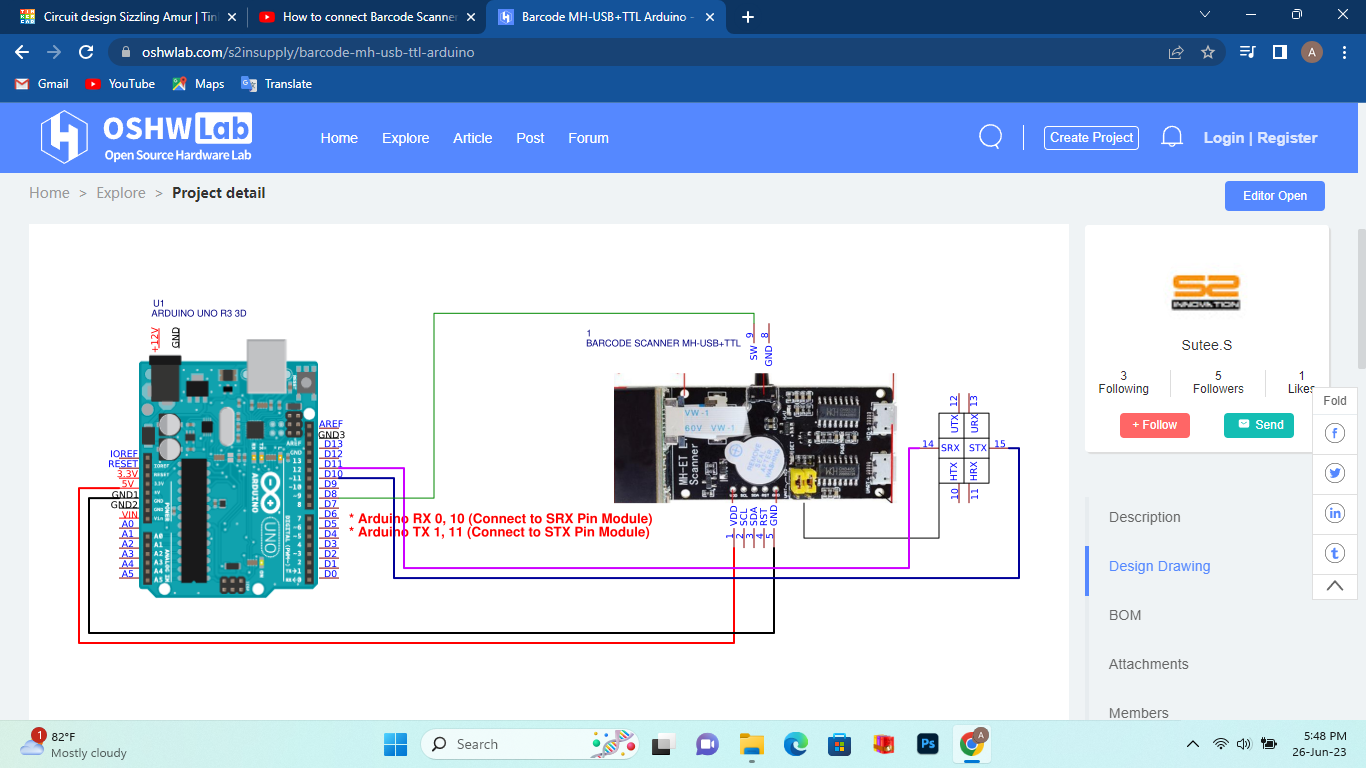 Circuit design Sizzling Amur | Tin
How to connect Barcode Scanner
Barcode MH-USB+TTL Arduino -
oshwlab.com/s2insupply/barcode-mh-usb-ttl-arduino
A
Gmail
YouTube
Maps
Translate
OSHWLab
Open Source Hardware Lab
Home
Explore
Article
Post
Forum
Create Project
Login | Register
Home > Explore > Project detail
Editor Open
U1
ARDUINO UNO R3 3D
+12V
GND
IOREF
RESET
3.3V
5V
GND1
GND2
VIN
A0
A1
A2
A3
A4
A5
AREF
GND3
D13
D12
D11
D10
D9
D8
D7
D6
D5
D4
D3
D2
D1
D0
ARDUINO
UNO
* Arduino RX 0, 10 (Connect to SRX Pin Module)
* Arduino TX 1, 11 (Connect to STX Pin Module)
1
BARCODE SCANNER MH-USB+TTL
SW 9
GND 8
VW-1
60V VW-1
MH-ET
Scanner
1 VDD
2 SCL
3 SDA
4 RST
5 GND
12 13
UTX URX
14 SRX STX 15
HTX HRX
10 11
S2
INNOVATION
Sutee.S
3
Following
5
Followers
1
Likes
+ Follow
Send
Fold
Description
Design Drawing
BOM
Attachments
Members
1
82°F
Mostly cloudy
Search
Ps
A
5:48 PM
26-Jun-23